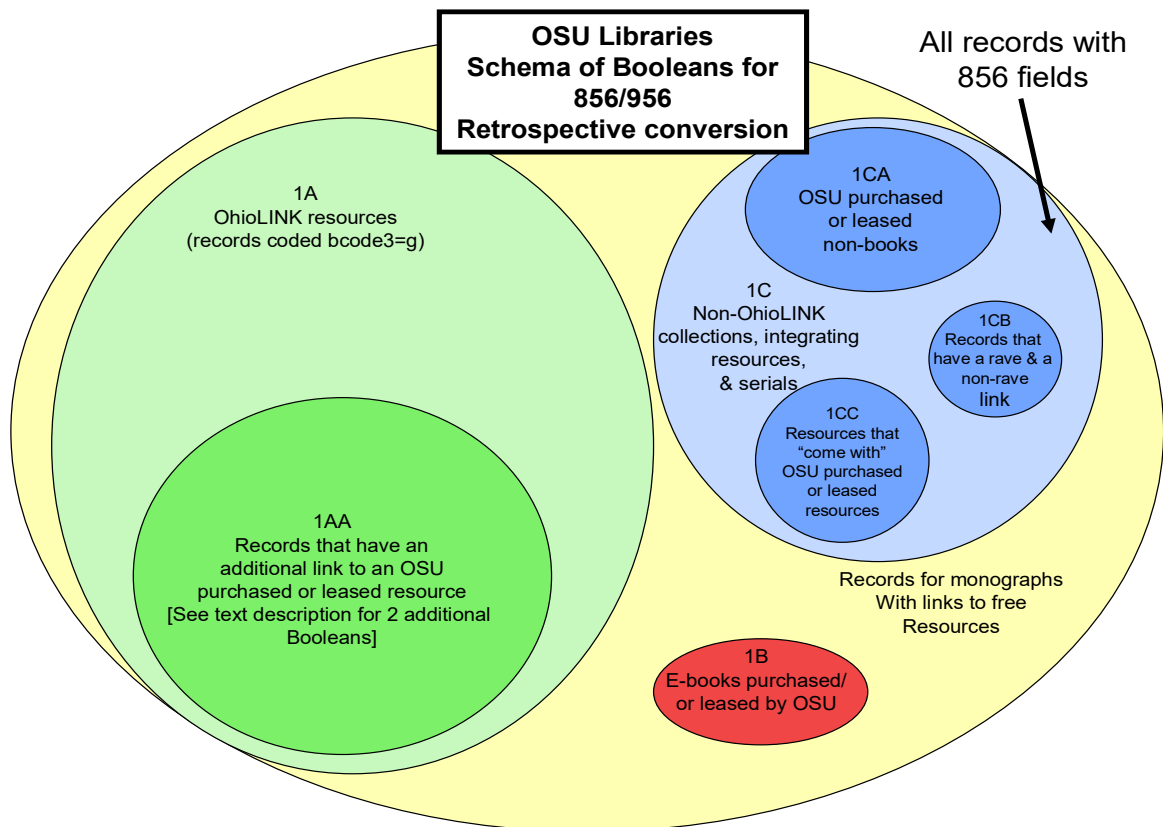 OSU Libraries
Schema of Booleans for
856/956
Retrospective conversion
All records with
856 fields
1A
OhioLINK resources
(records coded bcode3=g)
1AA
Records that have an
additional link to an OSU
purchased or leased resource
[See text description for 2 additional
Booleans]
1CA
OSU purchased
or leased
non-books
1C
Non-OhioLINK
collections, integrating
resources,
& serials
1CB
Records that
have a rave & a
non-rave
link
1CC
Resources that
“come with”
OSU purchased
or leased
resources
Records for monographs
With links to free
Resources
1B
E-books purchased/
or leased by OSU